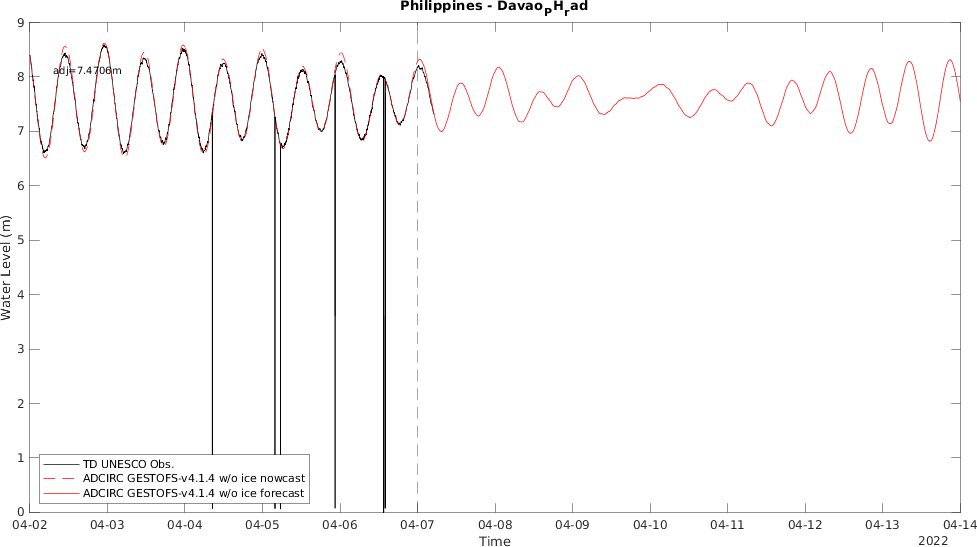 Philippines - Davao_PH_rad
9
8
7
6
5
4
3
2
1
0
adj=7.4706m
Water Level (m)
TD UNESCO Obs.
ADCIRC GESTOFS-v4.1.4 w/o ice nowcast
ADCIRC GESTOFS-v4.1.4 w/o ice forecast
04-02 04-03 04-04 04-05 04-06 04-07 04-08 04-09 04-10 04-11 04-12 04-13 04-14
Time
2022